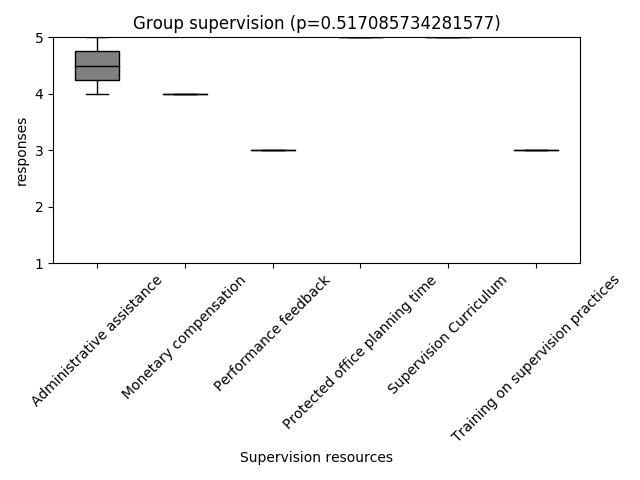 Group supervision (p=0.517085734281577)
responses
5
4
3
2
1
Administrative assistance
Monetary compensation
Performance feedback
Protected office planning time
Supervision Curriculum
Training on supervision practices
Supervision resources